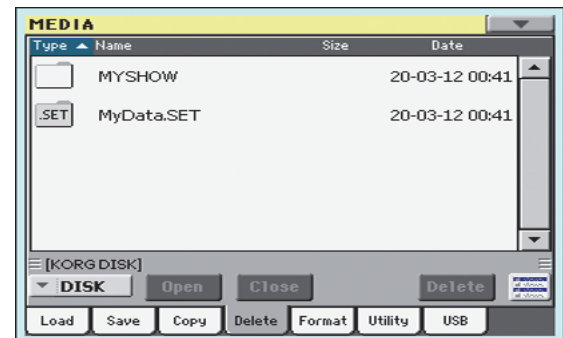 MEDIA
Type Name Size Date
MYSHOW 20-03-12 00:41
.SET MyData.SET 20-03-12 00:41
[KORG DISK]
DISK Open Close Delete
Load Save Copy Delete Format Utility USB